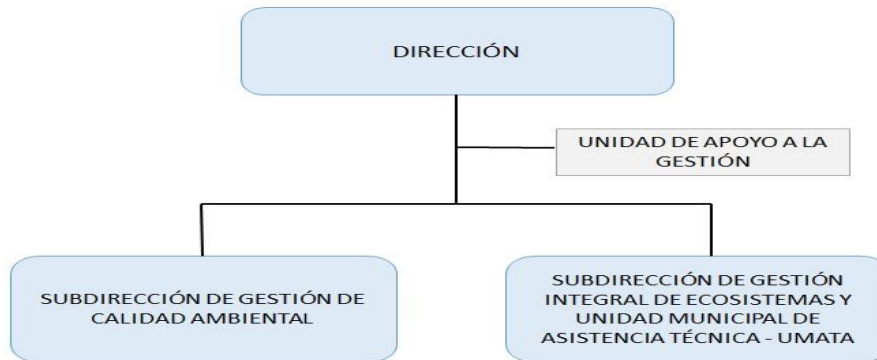 DIRECCIÓN
UNIDAD DE APOYO A LA
GESTIÓN
SUBDIRECCIÓN DE GESTIÓN DE
CALIDAD AMBIENTAL
SUBDIRECCIÓN DE GESTIÓN
INTEGRAL DE ECOSISTEMAS Y
UNIDAD MUNICIPAL DE
ASISTENCIA TÉCNICA - UMATA